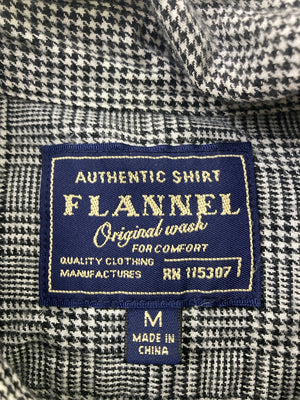 AUTHENTIC SHIRT
FLANNEL
Original wash
FOR COMFORT
QUALITY CLOTHING
MANUFACTURES RN 115307
M
MADE IN
CHINA